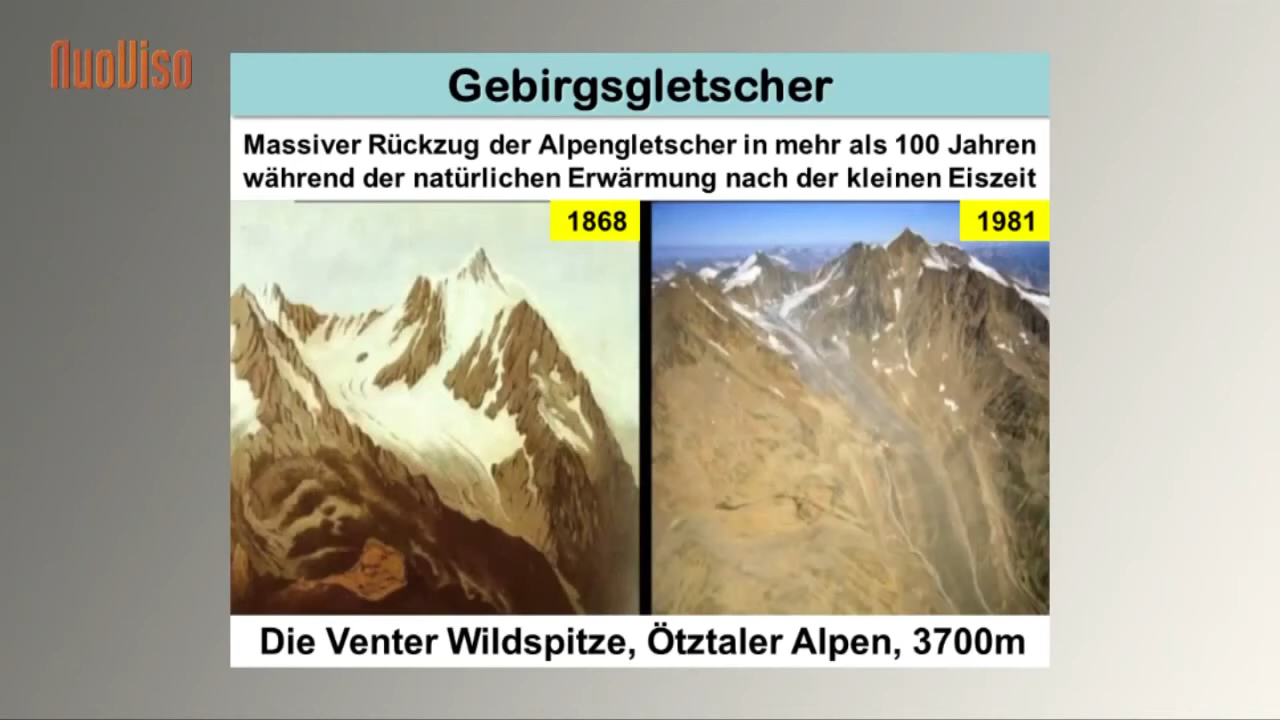 NuoViso
Gebirgsgletscher
Massiver Rückzug der Alpengletscher in mehr als 100 Jahren
während der natürlichen Erwärmung nach der kleinen Eiszeit
1868
1981
Die Venter Wildspitze, Ötztaler Alpen, 3700m